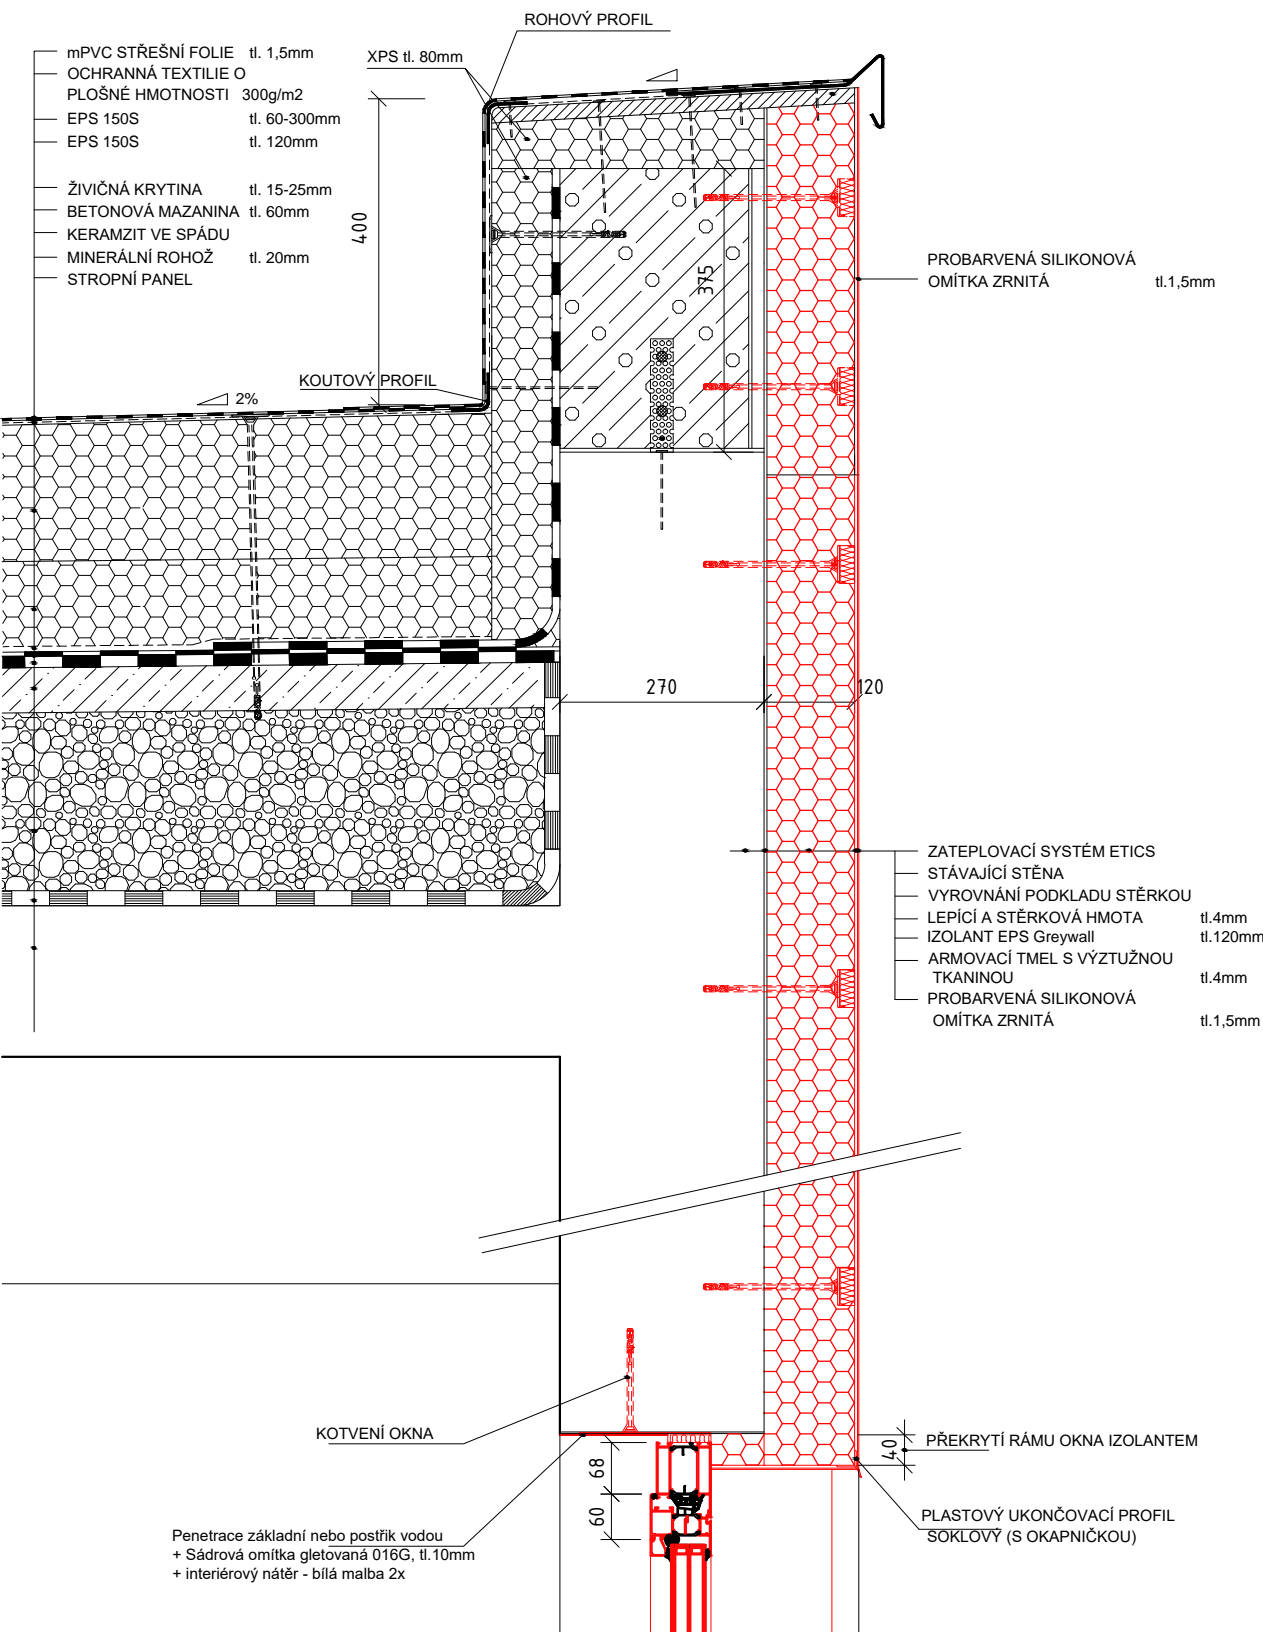 ROHOVÝ PROFIL
mPVC STŘEŠNÍ FOLIE tl. 1,5mm
OCHRANNÁ TEXTILIE O
PLOŠNÉ HMOTNOSTI 300g/m2
EPS 150S tl. 60-300mm
EPS 150S tl. 120mm
ŽIVIČNÁ KRYTINA tl. 15-25mm
BETONOVÁ MAZANINA tl. 60mm
KERAMZIT VE SPÁDU
MINERÁLNÍ ROHOŽ tl. 20mm
STROPNÍ PANEL
XPS tl. 80mm
400
375
PROBARVENÁ SILIKONOVÁ
OMÍTKA ZRNITÁ tl.1,5mm
KOUTOVÝ PROFIL
2%
270
120
ZATEPLOVACÍ SYSTÉM ETICS
STÁVAJÍCÍ STĚNA
VYROVNÁNÍ PODKLADU STĚRKOU
LEPÍCÍ A STĚRKOVÁ HMOTA tl.4mm
IZOLANT EPS Greywall tl.120mm
ARMOVACÍ TMEL S VÝZTUŽNOU
TKANINOU tl.4mm
PROBARVENÁ SILIKONOVÁ
OMÍTKA ZRNITÁ tl.1,5mm
KOTVENÍ OKNA
68
60
40
PŘEKRYTÍ RÁMU OKNA IZOLANTEM
PLASTOVÝ UKONČOVACÍ PROFIL
SOKLOVÝ (S OKAPNIČKOU)
Penetrace základní nebo postřik vodou
+ Sádrová omítka gletovaná 016G, tl.10mm
+ interiérový nátěr - bílá malba 2x